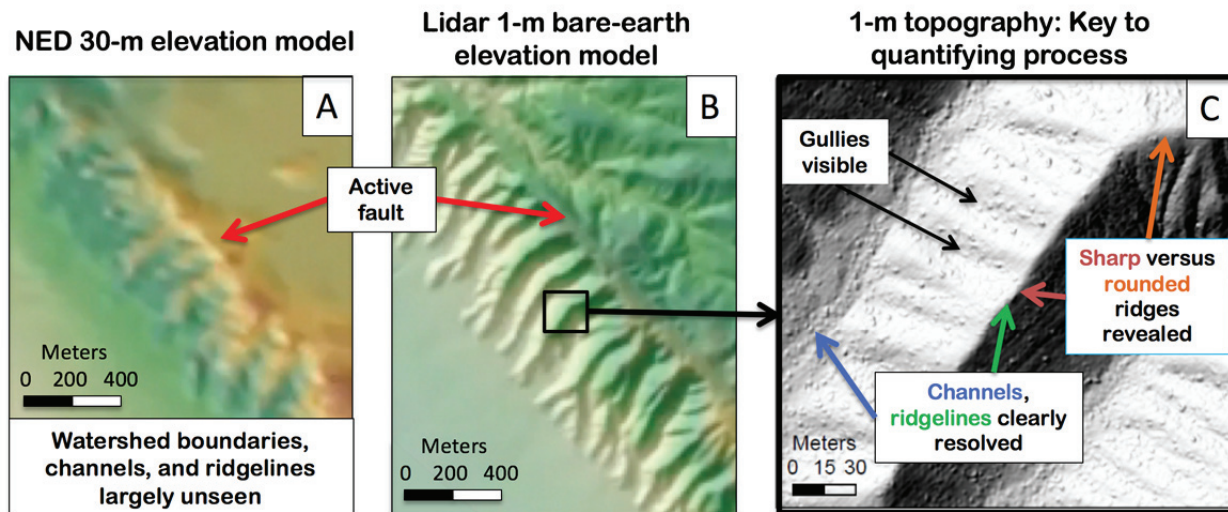 NED 30-m elevation model
A
Meters
0 200 400
Watershed boundaries,
channels, and ridgelines
largely unseen
Active
fault
Lidar 1-m bare-earth
elevation model
B
Meters
0 200 400
1-m topography: Key to
quantifying process
C
Gullies
visible
Sharp versus
rounded
ridges
revealed
Channels,
ridgelines clearly
resolved
Meters
0 15 30